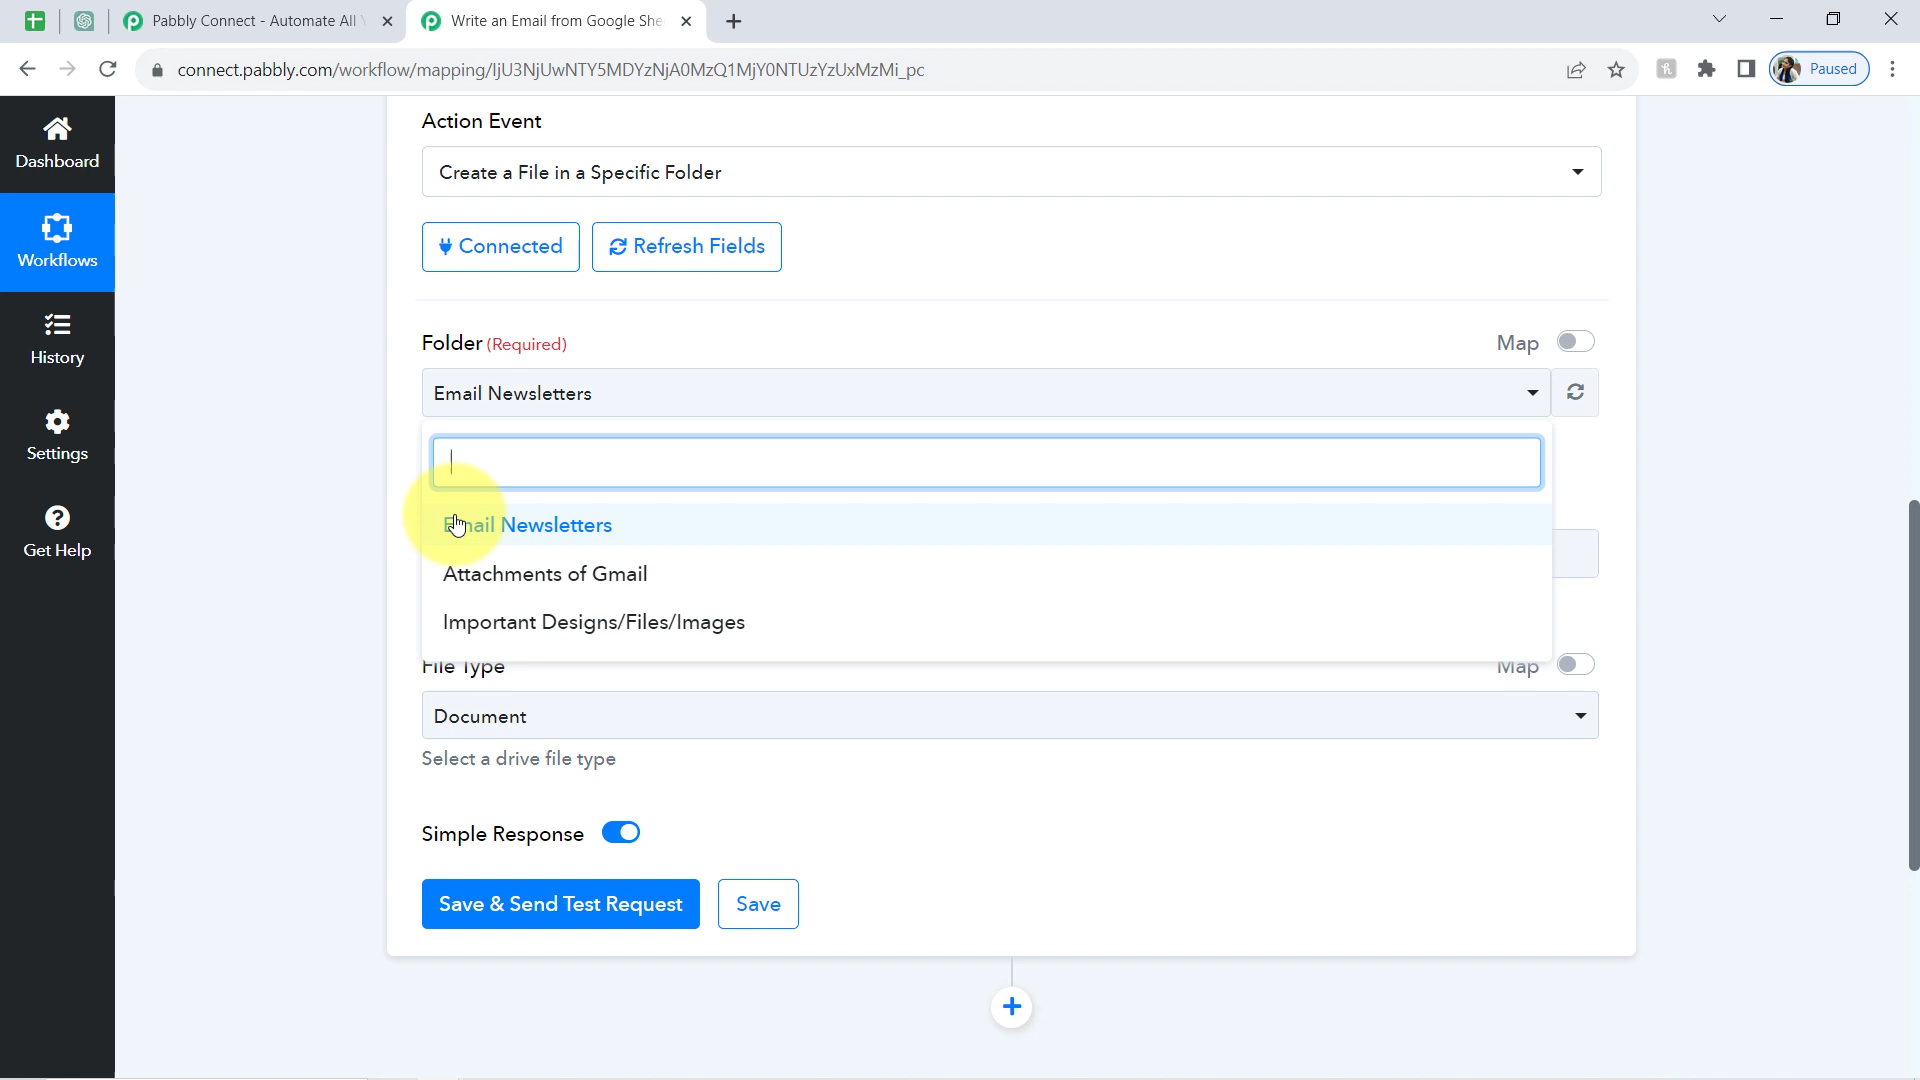 Pabbly Connect - Automate All Y
Write an Email from Google She
connect.pabbly.com/workflow/mapping/IjU3NjUwNTY5MDYzNjA0MzQ1MjY0NTUzYzUxMzMi_pc
Paused
Dashboard
Workflows
History
Settings
Get Help
Action Event
Create a File in a Specific Folder
Connected
Refresh Fields
Folder (Required)
Map
Email Newsletters
Email Newsletters
Attachments of Gmail
Important Designs/Files/Images
File Type
Map
Document
Select a drive file type
Simple Response
Save & Send Test Request
Save